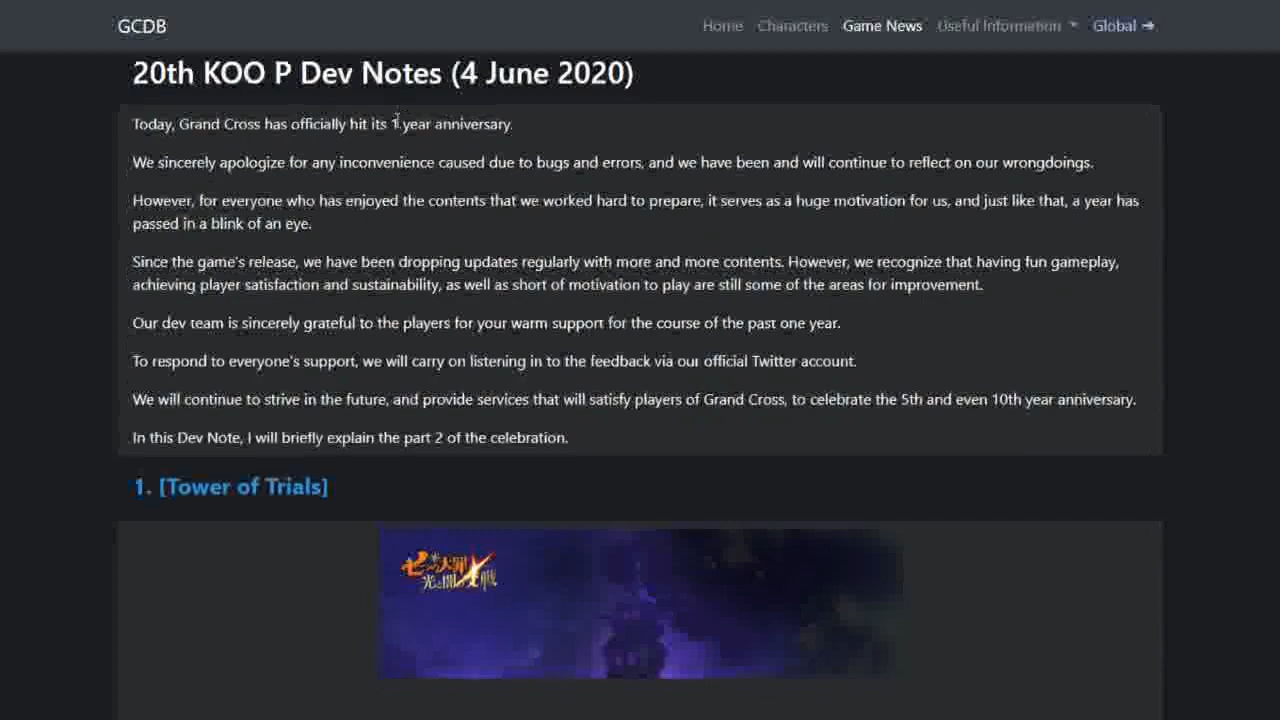 GCDB
Home Characters Game News Useful Information Global ➔
20th KOO P Dev Notes (4 June 2020)
Today, Grand Cross has officially hit its 1 year anniversary.
We sincerely apologize for any inconvenience caused due to bugs and errors, and we have been and will continue to reflect on our wrongdoings.
However, for everyone who has enjoyed the contents that we worked hard to prepare, it serves as a huge motivation for us, and just like that, a year has
passed in a blink of an eye.
Since the game's release, we have been dropping updates regularly with more and more contents. However, we recognize that having fun gameplay,
achieving player satisfaction and sustainability, as well as short of motivation to play are still some of the areas for improvement.
Our dev team is sincerely grateful to the players for your warm support for the course of the past one year.
To respond to everyone's support, we will carry on listening in to the feedback via our official Twitter account.
We will continue to strive in the future, and provide services that will satisfy players of Grand Cross, to celebrate the 5th and even 10th year anniversary.
In this Dev Note, I will briefly explain the part 2 of the celebration.
1. [Tower of Trials]